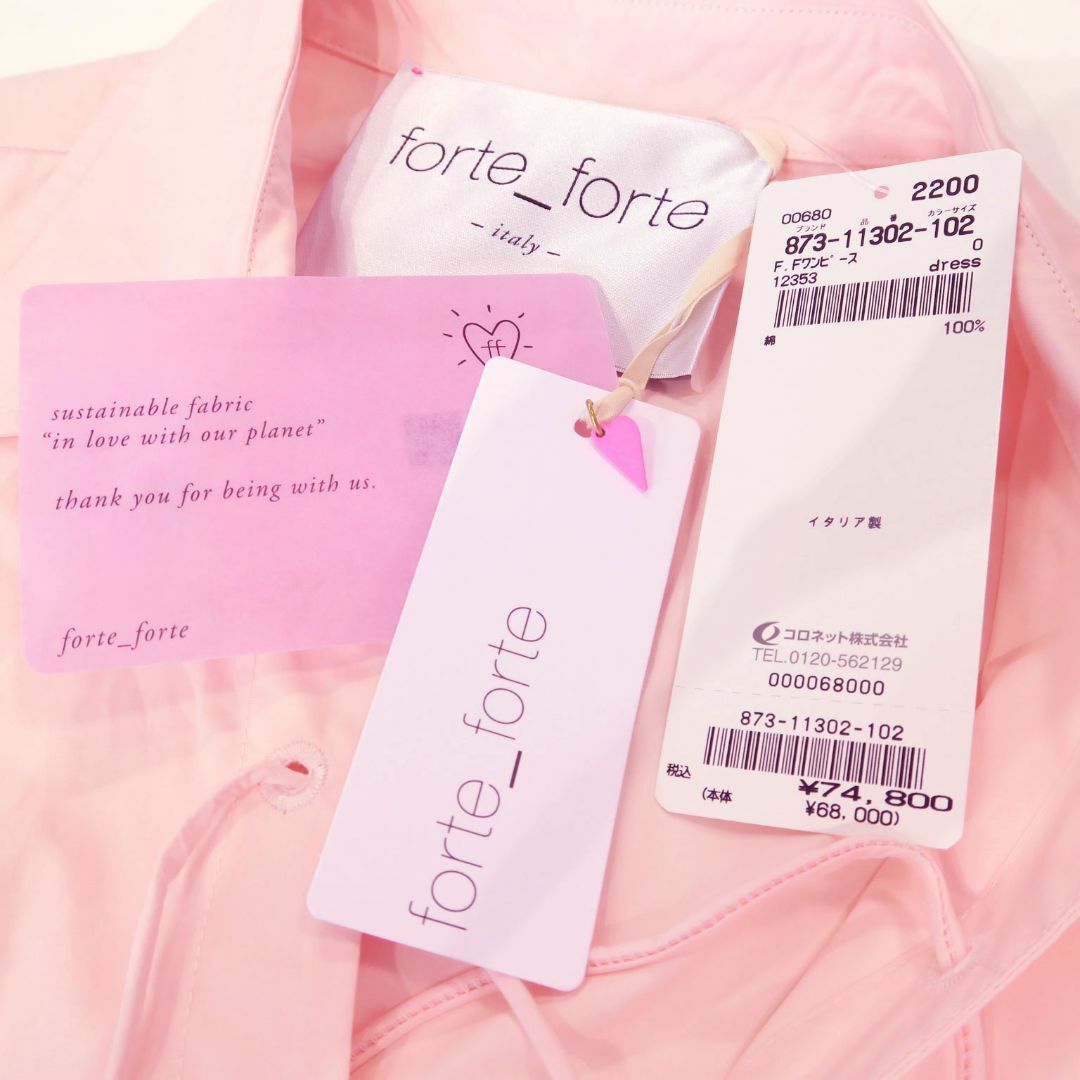 forte_forte
– italy –
ff
sustainable fabric
“in love with our planet”
thank you for being with us.
forte_forte
forte_forte
2200
00680
ブランド 品番 カラーサイズ
873-11302-102
0
F.Fワンピース
12353 dress
綿 100%
イタリア製
コロネット株式会社
TEL.0120-562129
000068000
873-11302-102
税込 ¥74,800
(本体 ¥68,000)